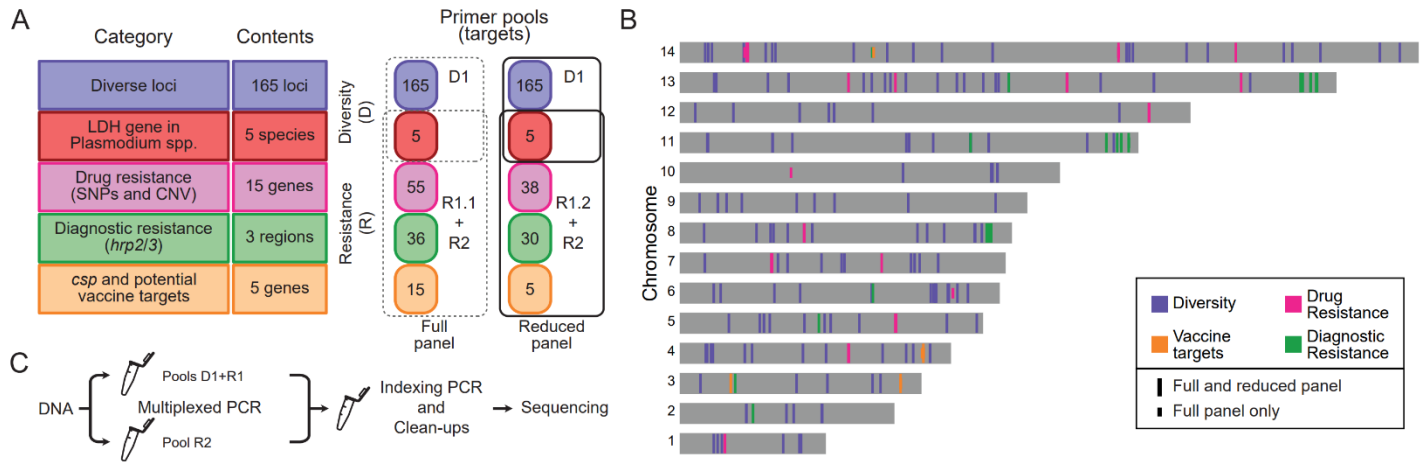 A
Category
Contents
Primer pools
(targets)
Diverse loci
165 loci
LDH gene in
Plasmodium spp.
5 species
Drug resistance
(SNPs and CNV)
15 genes
Diagnostic resistance
(hrp2/3)
3 regions
csp and potential
vaccine targets
5 genes
Diversity
(D)
Resistance
(R)
165
D1
5
55
R1.1
+
R2
36
15
Full
panel
165
D1
5
38
R1.2
+
R2
30
5
Reduced
panel
B
Chromosome
14
13
12
11
10
9
8
7
6
5
4
3
2
1
Diversity
Drug
Resistance
Vaccine
targets
Diagnostic
Resistance
Full and reduced panel
Full panel only
C
DNA
Pools D1+R1
Multiplexed PCR
Pool R2
Indexing PCR
and
Clean-ups
Sequencing